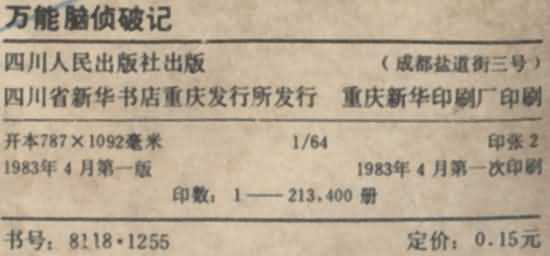 万能脑侦破记
四川人民出版社出版 (成都盐道街三号)
四川省新华书店重庆发行所发行 重庆新华印刷厂印刷
开本787×1092毫米 1/64 印张 2
1983年 4 月第一版 1983年 4 月第一次印刷
印数: 1——213,400 册
书号: 8118·1255 定价: 0.15元